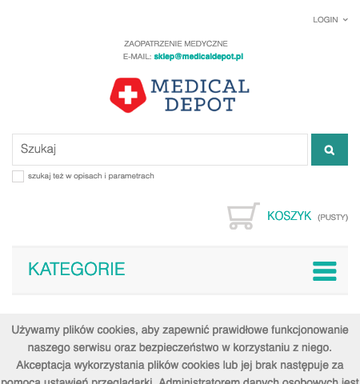 LOGIN
ZAOPATRZENIE MEDYCZNE
E-MAIL: sklep@medicaldepot.pl
MEDICAL
DEPOT
Szukaj
szukaj też w opisach i parametrach
KOSZYK (PUSTY)
KATEGORIE
Używamy plików cookies, aby zapewnić prawidłowe funkcjonowanie
naszego serwisu oraz bezpieczeństwo w korzystaniu z niego.
Akceptacja wykorzystania plików cookies lub jej brak następuje za
pomocą ustawień przeglądarki. Administratorem danych osobowych jest